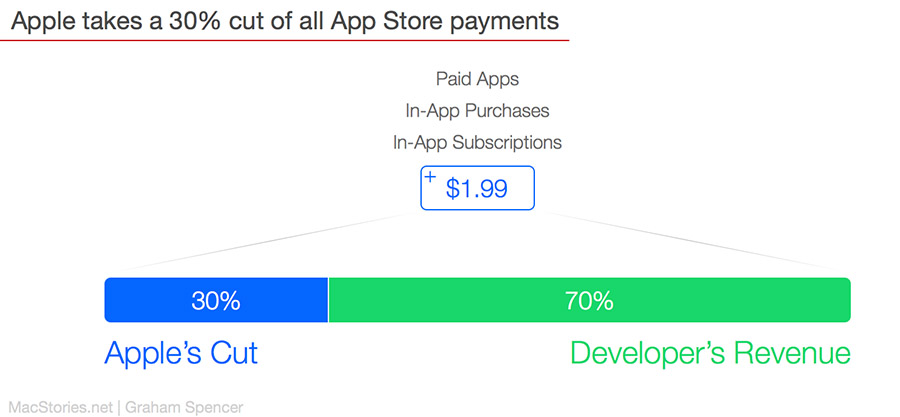 Apple takes a 30% cut of all App Store payments
Paid Apps
In-App Purchases
In-App Subscriptions
+ $1.99
30% 70%
Apple’s Cut Developer’s Revenue
MacStories.net | Graham Spencer